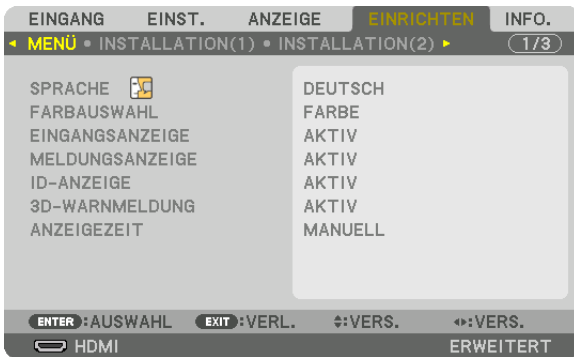 EINGANG EINST. ANZEIGE EINRICHTEN INFO.
MENÜ • INSTALLATION(1) • INSTALLATION(2) 1/3
SPRACHE DEUTSCH
FARBAUSWAHL FARBE
EINGANGSANZEIGE AKTIV
MELDUNGSANZEIGE AKTIV
ID-ANZEIGE AKTIV
3D-WARNMELDUNG AKTIV
ANZEIGEZEIT MANUELL
ENTER :AUSWAHL EXIT :VERL. :VERS. :VERS.
HDMI ERWEITERT